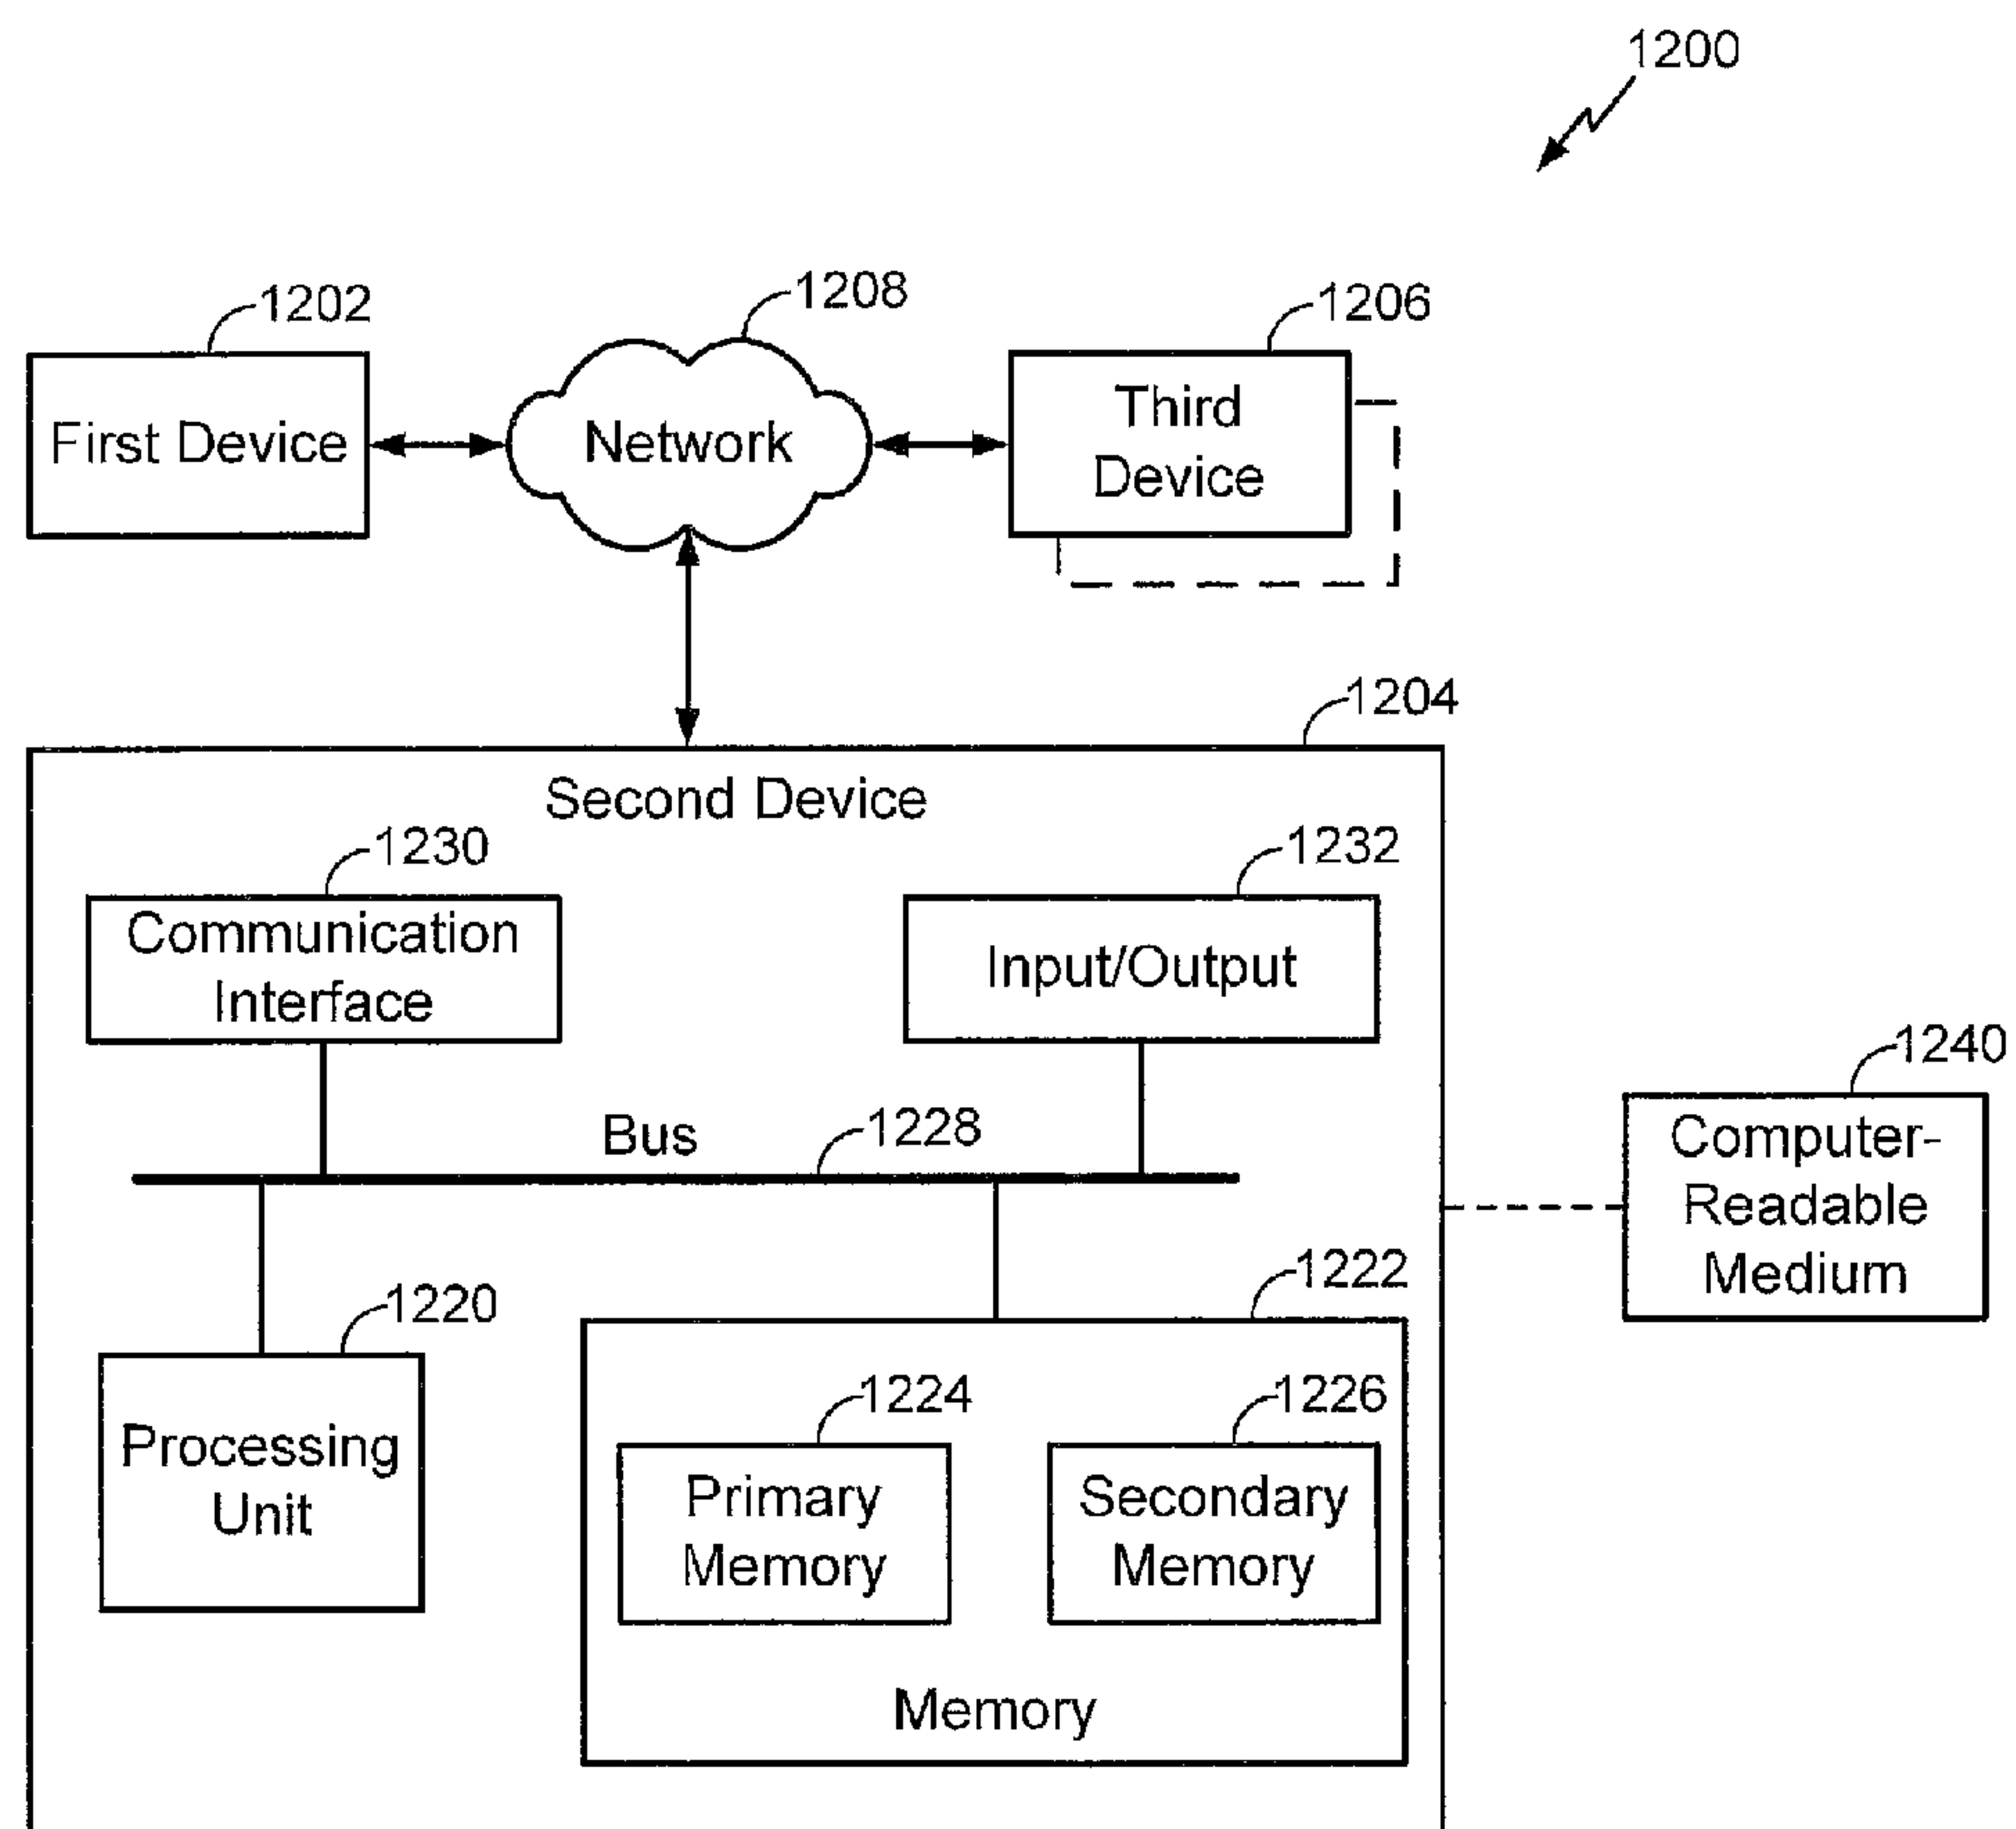 1200
1202
1208
1206
First Device
Network
Third
Device
1204
Second Device
1230
1232
Communication
Interface
Input/Output
1240
Computer-
Readable
Medium
Bus
1228
1220
1222
Processing
Unit
1224
1226
Primary
Memory
Secondary
Memory
Memory